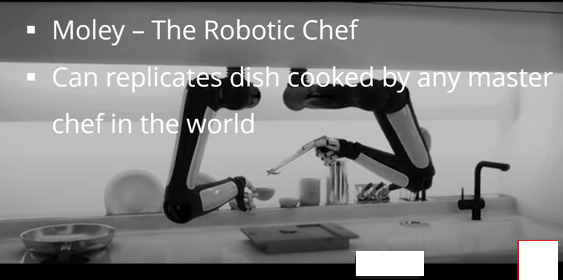 ▪ Moley – The Robotic Chef
▪ Can replicates dish cooked by any master
chef in the world